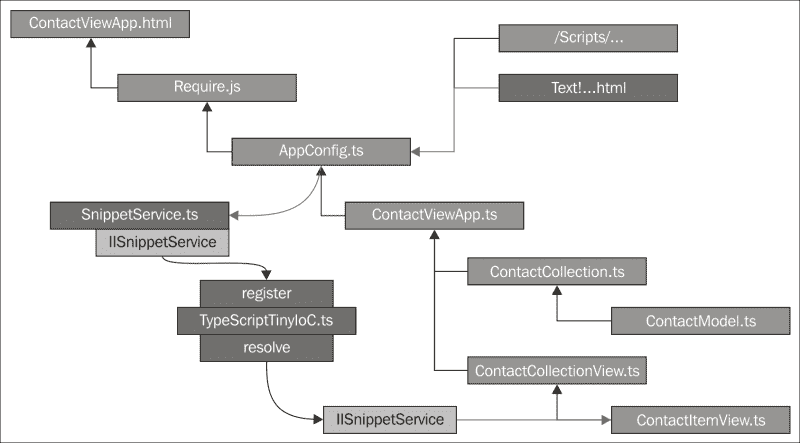 ContactViewApp.html
/Scripts/...
Require.js
Text!...html
AppConfig.ts
SnippetService.ts
ContactViewApp.ts
IISnippetService
ContactCollection.ts
register
TypeScriptTinyIoC.ts
ContactModel.ts
resolve
ContactCollectionView.ts
IISnippetService
ContactItemView.ts